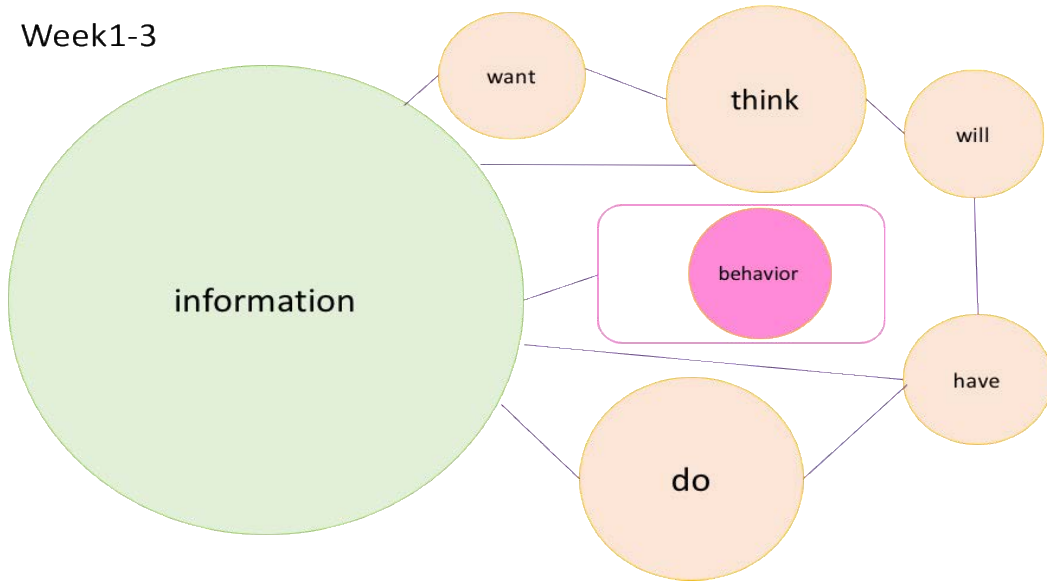 Week1-3
want
think
will
behavior
information
have
do